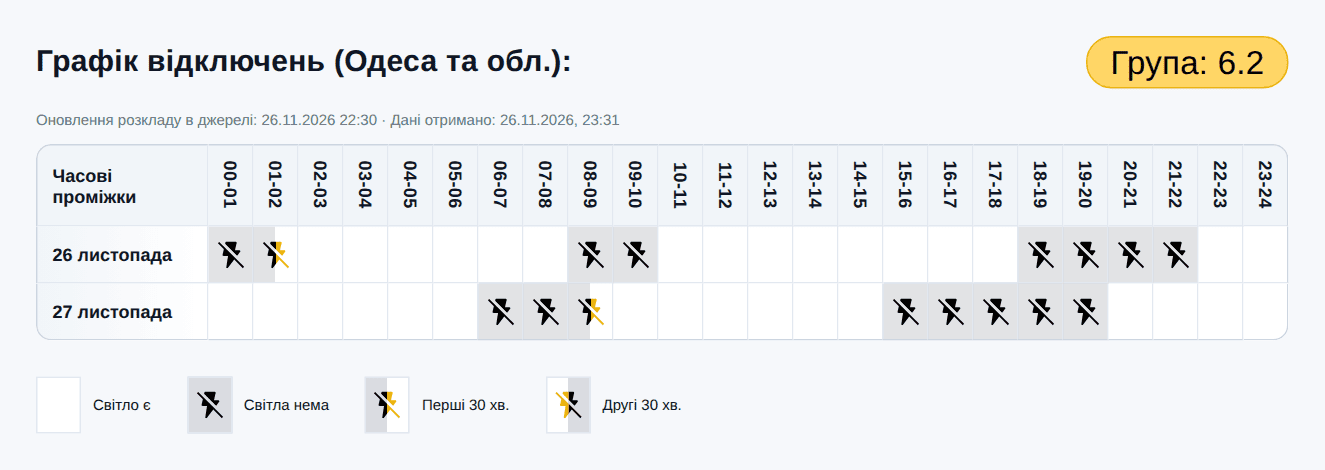 Графік відключень (Одеса та обл.):
Група: 6.2
Оновлення розкладу в джерелі: 26.11.2026 22:30 · Дані отримано: 26.11.2026, 23:31
Часові
проміжки
00-01
01-02
02-03
03-04
04-05
05-06
06-07
07-08
08-09
09-10
10-11
11-12
12-13
13-14
14-15
15-16
16-17
17-18
18-19
19-20
20-21
21-22
22-23
23-24
26 листопада
27 листопада
Світло є
Світла нема
Перші 30 хв.
Другі 30 хв.